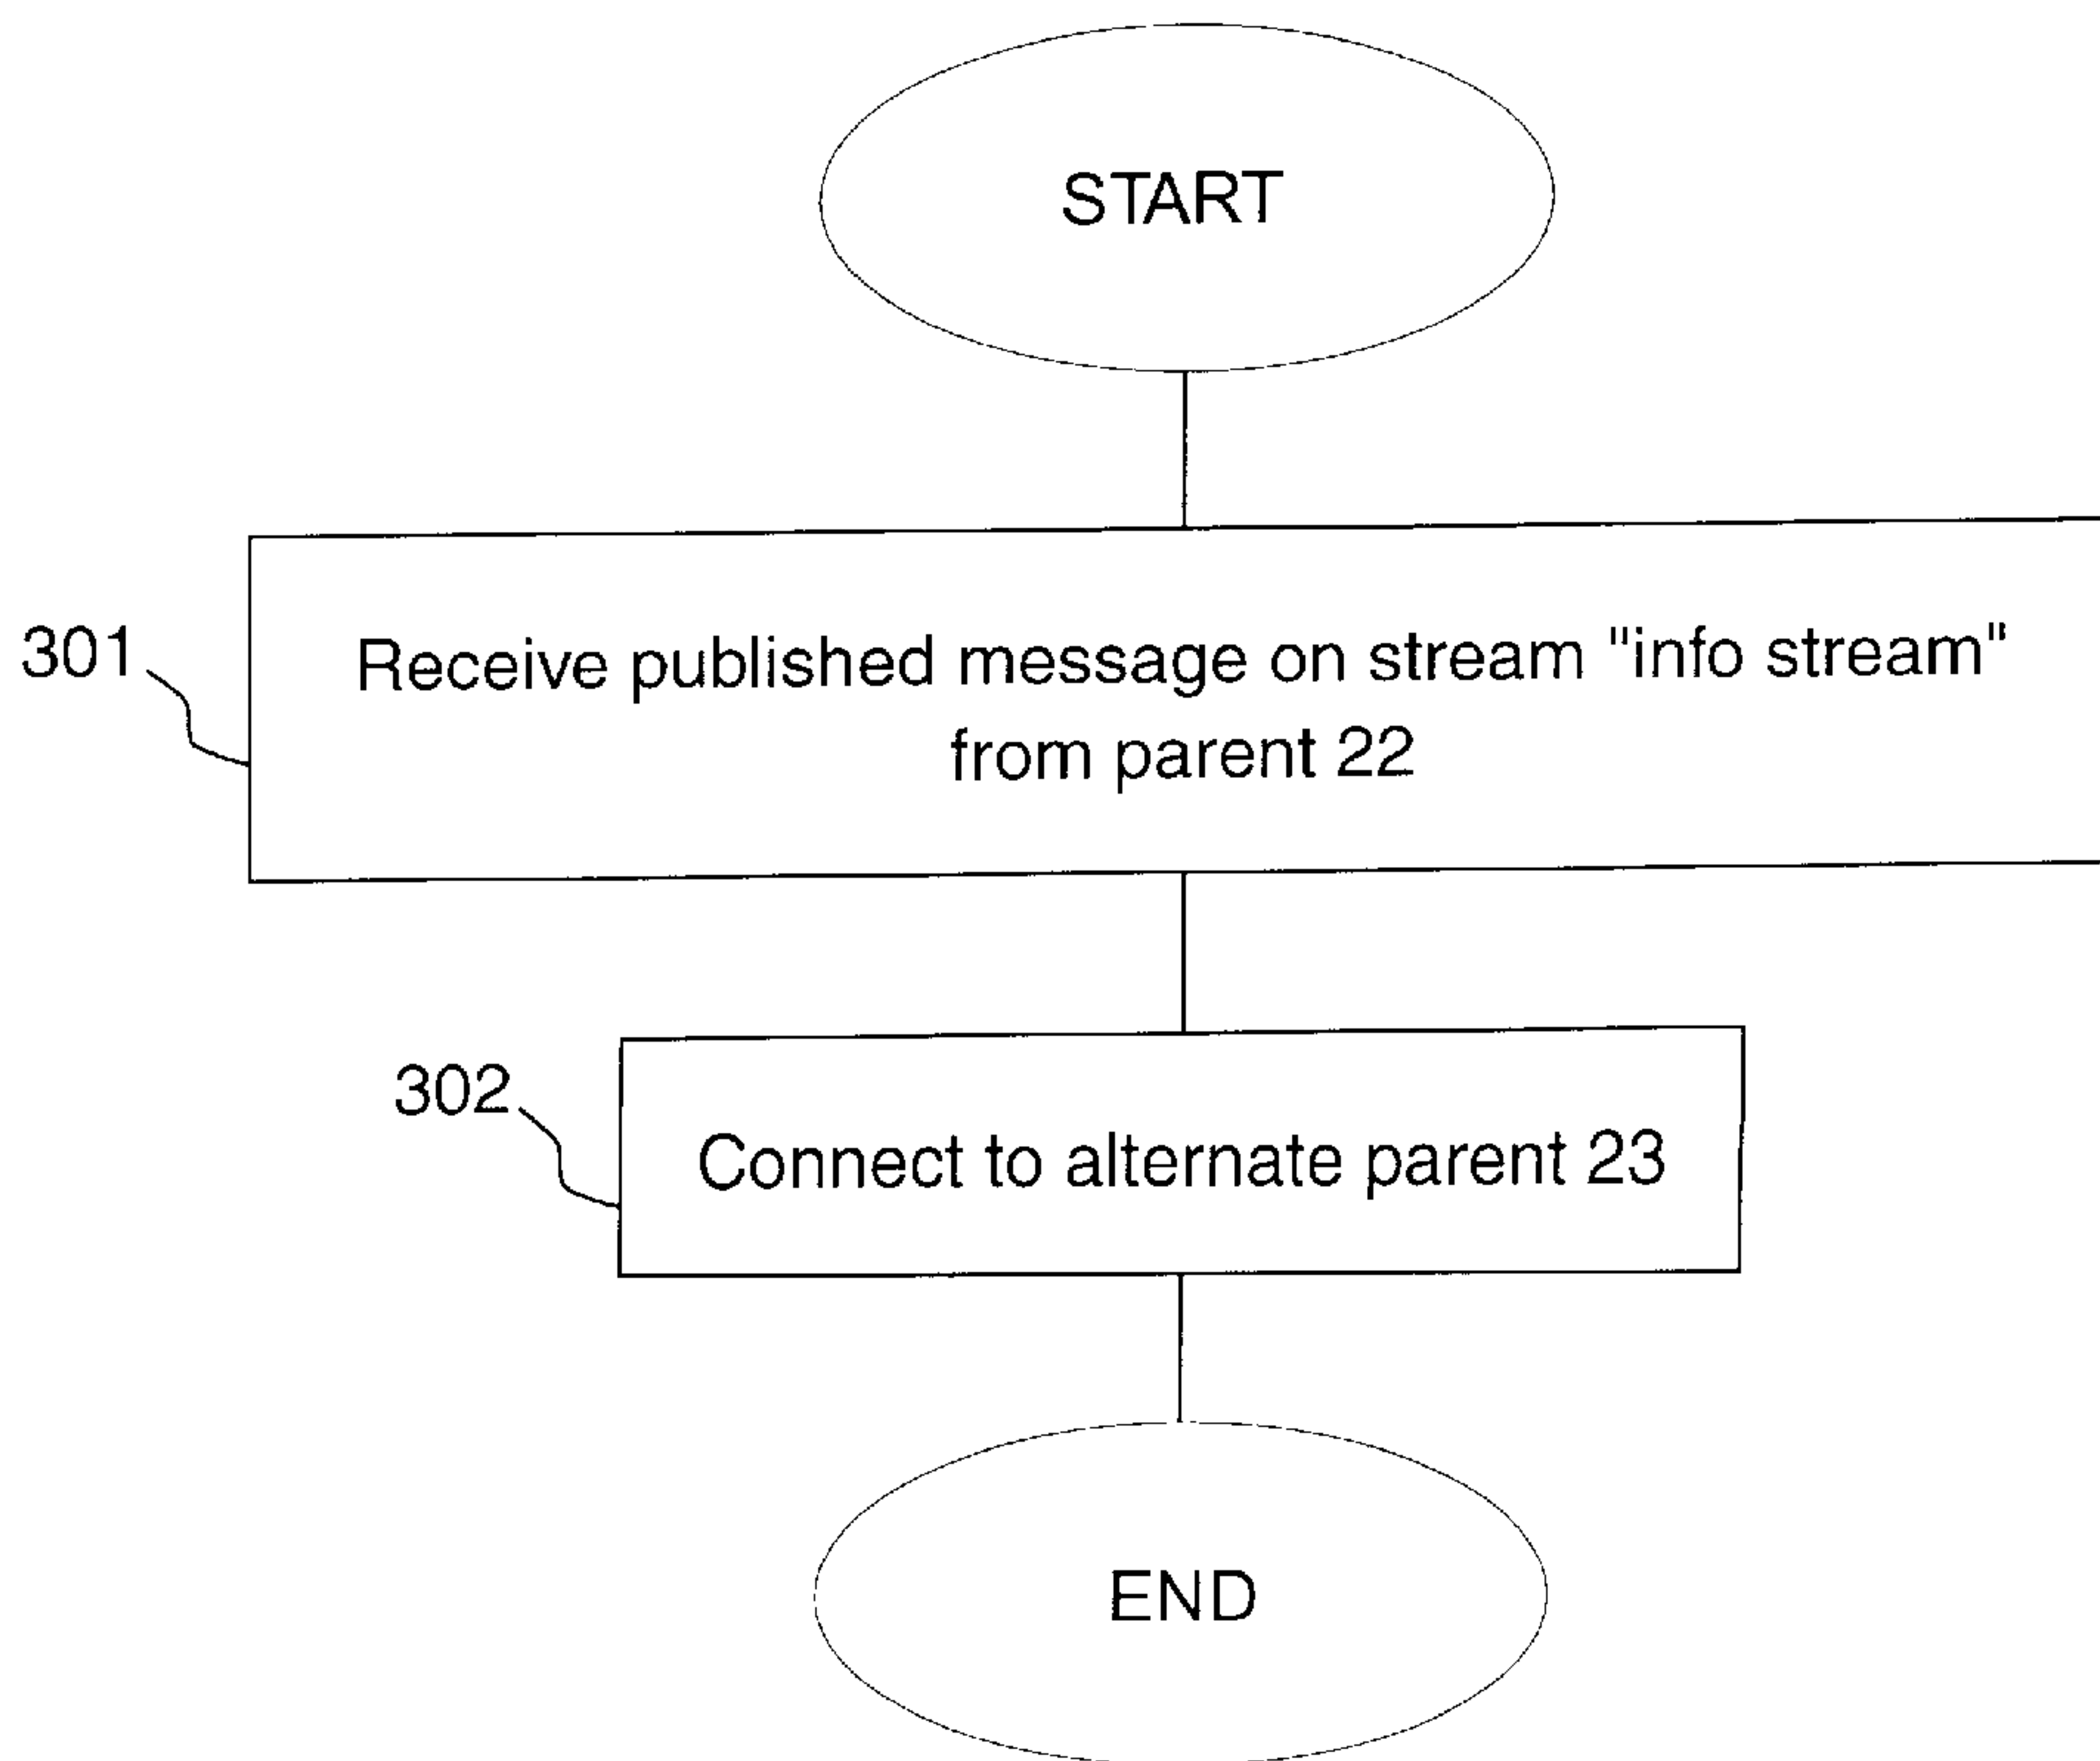 START
301
Receive published message on stream "info stream"
from parent 22
302
Connect to alternate parent 23
END